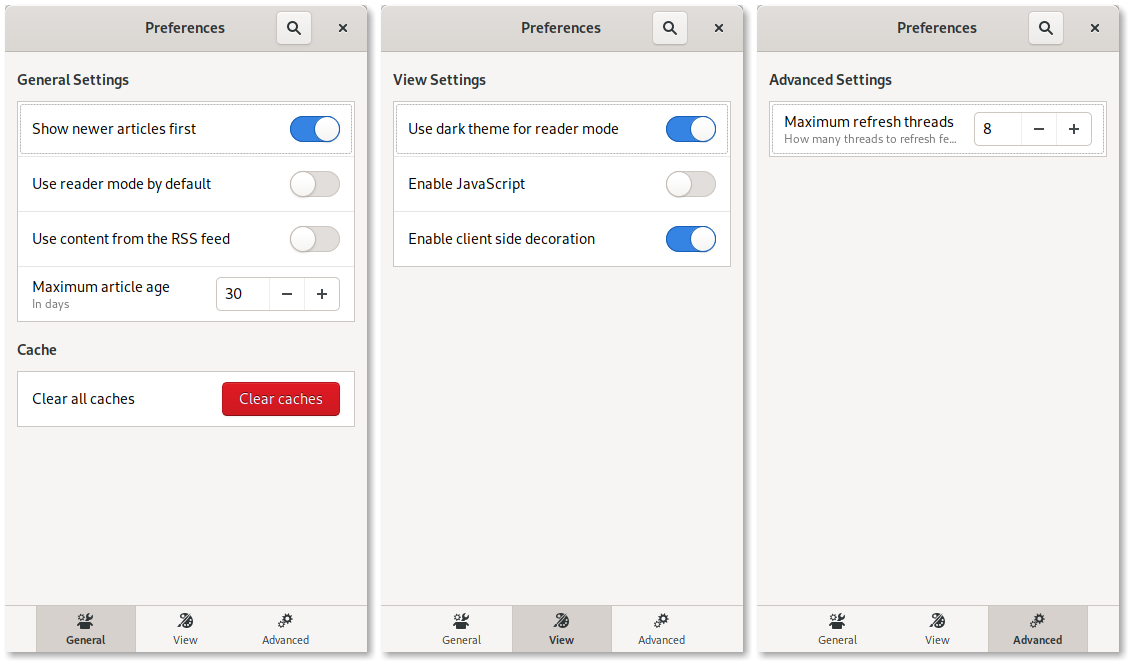 Preferences
General Settings
Show newer articles first
Use reader mode by default
Use content from the RSS feed
Maximum article age
In days
30
Cache
Clear all caches
Clear caches
General
View
Advanced
Preferences
View Settings
Use dark theme for reader mode
Enable JavaScript
Enable client side decoration
General
View
Advanced
Preferences
Advanced Settings
Maximum refresh threads
How many threads to refresh fe...
8
General
View
Advanced